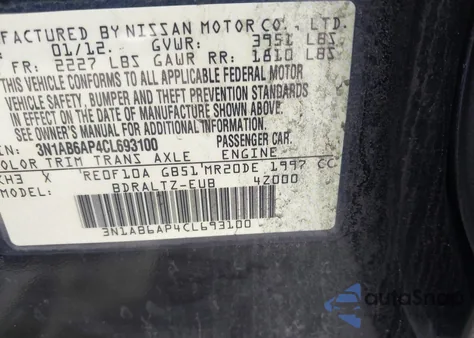 FACTURED BY NISSAN MOTOR CO., LTD.
01/12 GVWR: 3951 LBS
FR: 2227 LBS GAWR RR: 1810 LBS
THIS VEHICLE CONFORMS TO ALL APPLICABLE FEDERAL MOTOR
VEHICLE SAFETY, BUMPER AND THEFT PREVENTION STANDARDS
IN EFFECT ON THE DATE OF MANUFACTURE SHOWN ABOVE.
SEE OWNER'S MANUAL FOR ADDITIONAL INFORMATION.
IN: 3N1AB6AP4CL693100 PASSENGER CAR
COLOR TRIM TRANS AXLE ENGINE
KH3 X RE0F10A GB51 MR20DE 1997 CC
MODEL: BDRALTZ-EUB 4Z000
3N1AB6AP4CL693100
autoSnap